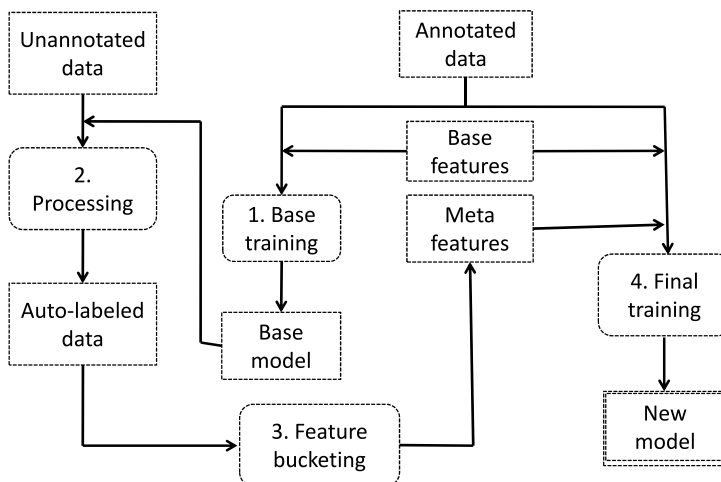 Unannotated
data
Annotated
data
Base
features
2.
Processing
1. Base
training
Meta
features
4. Final
training
Auto-labeled
data
Base
model
3. Feature
bucketing
New
model